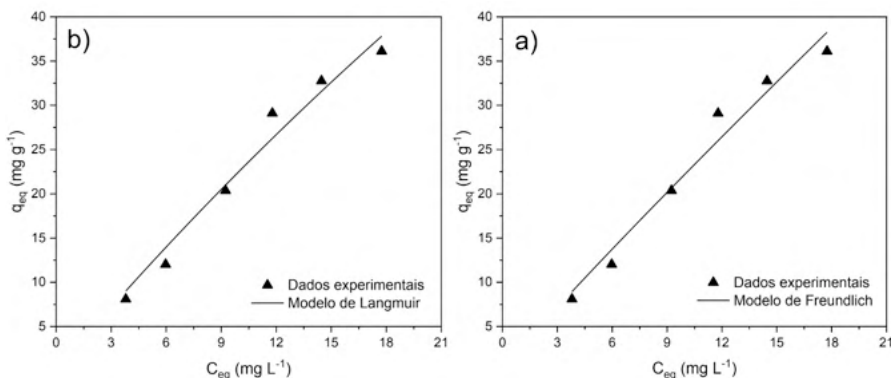 b)
40
35
30
25
20
15
10
5
q_eq (mg g⁻¹)
▲ Dados experimentais
— Modelo de Langmuir
0 3 6 9 12 15 18 21
C_eq (mg L⁻¹)
a)
40
35
30
25
20
15
10
5
q_eq (mg g⁻¹)
▲ Dados experimentais
— Modelo de Freundlich
0 3 6 9 12 15 18 21
C_eq (mg L⁻¹)